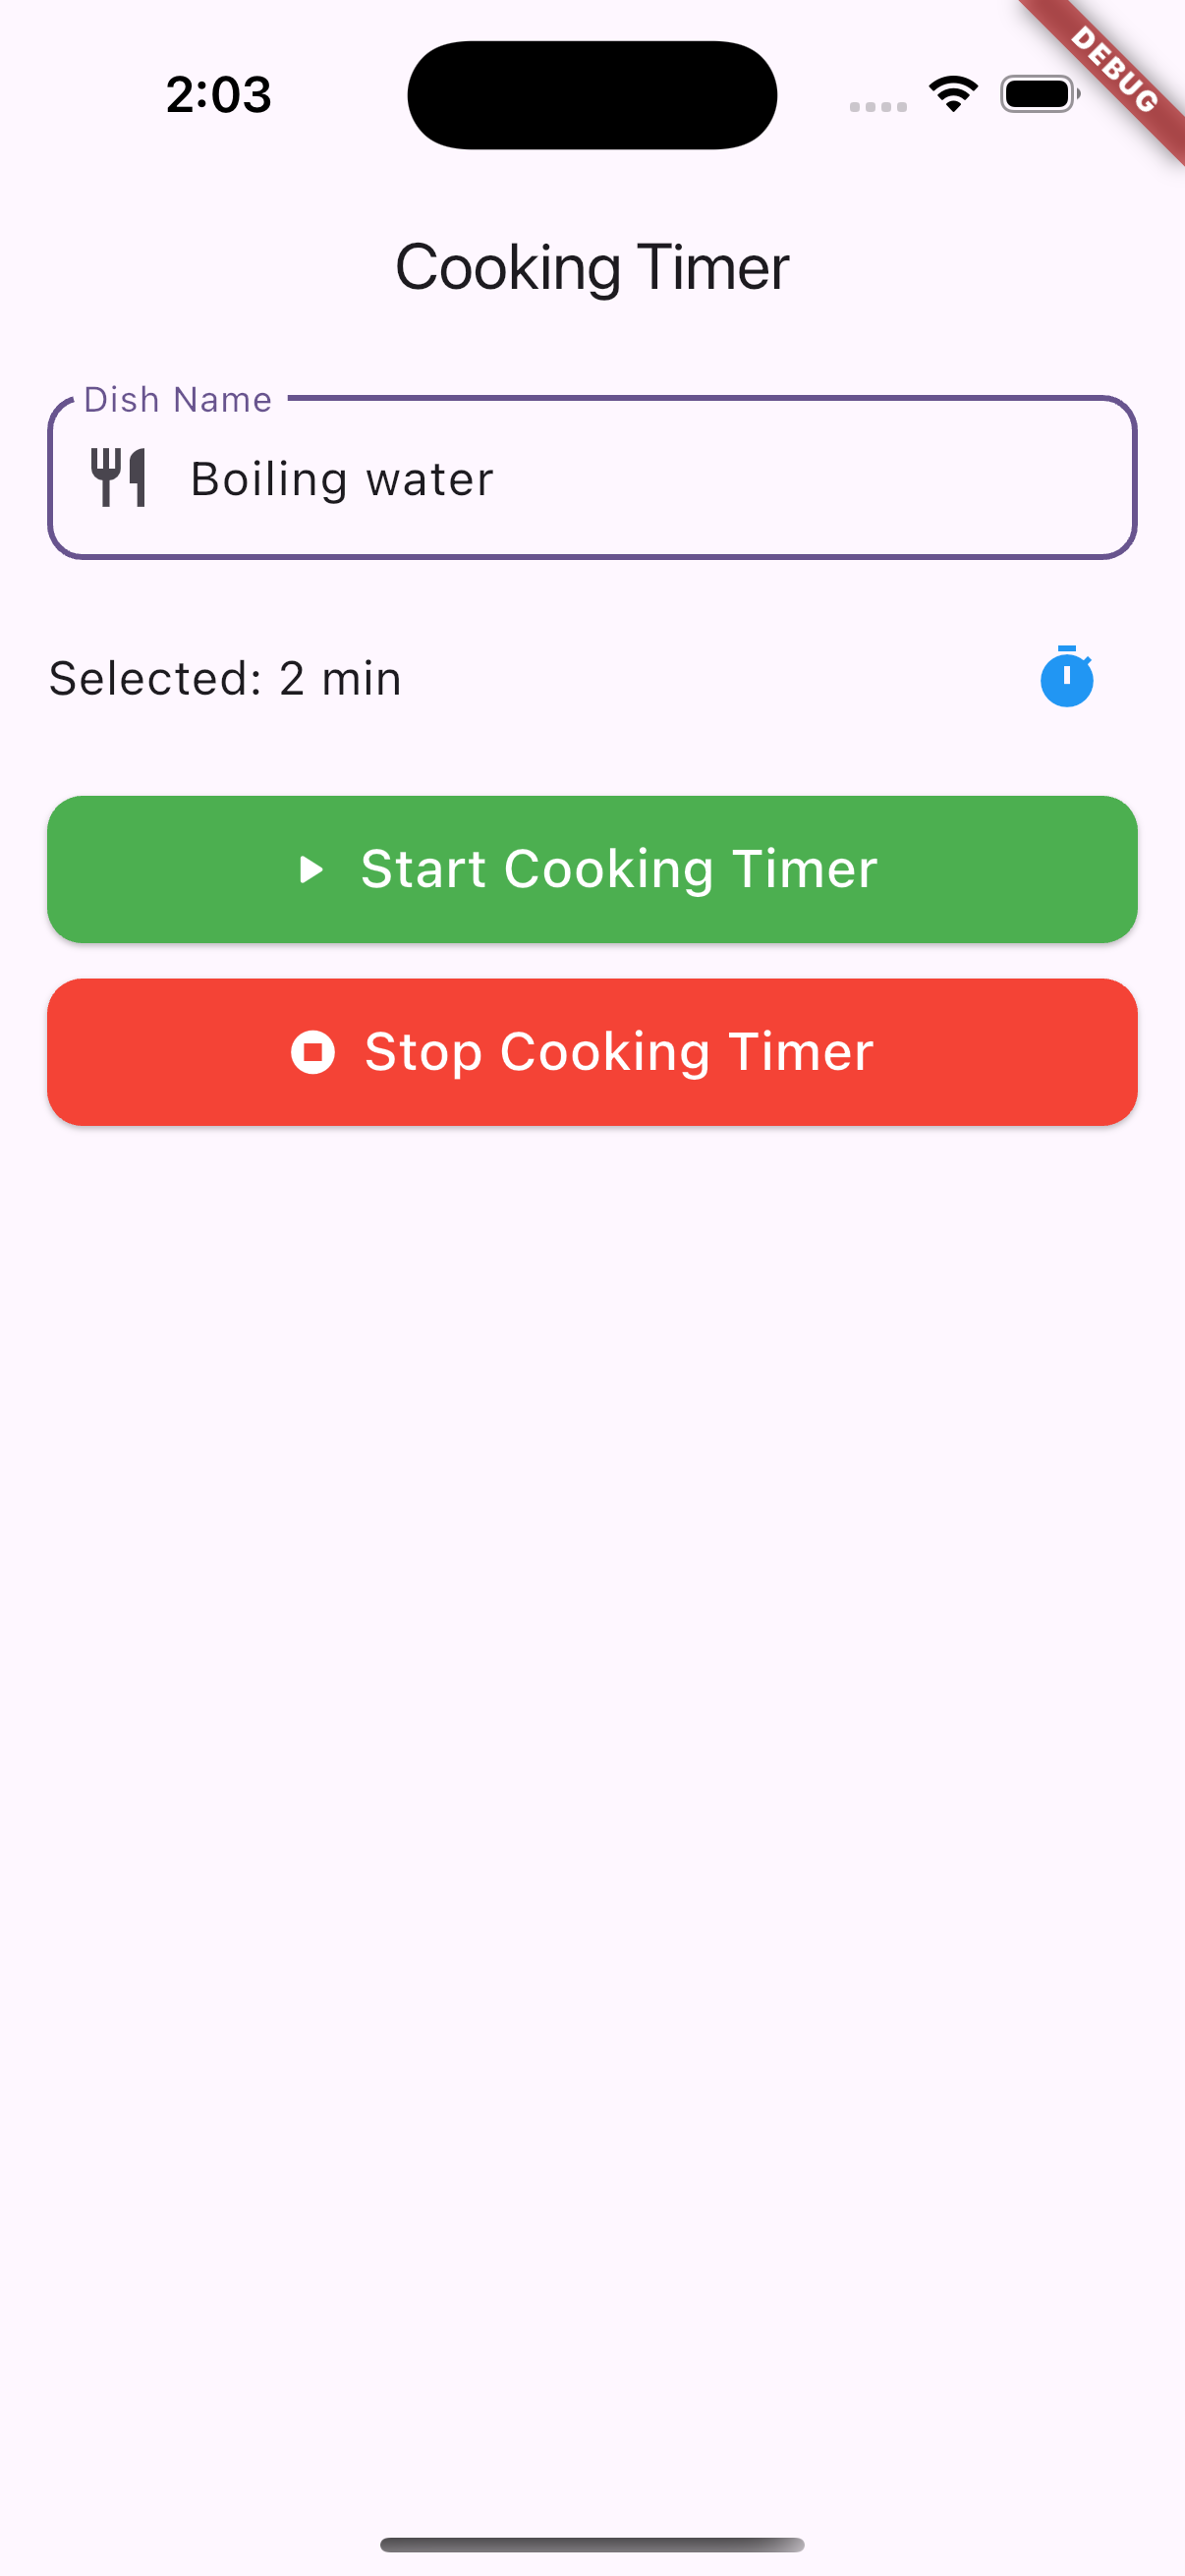 2:03
DEBUG
Cooking Timer
Dish Name
Boiling water
Selected: 2 min
Start Cooking Timer
Stop Cooking Timer